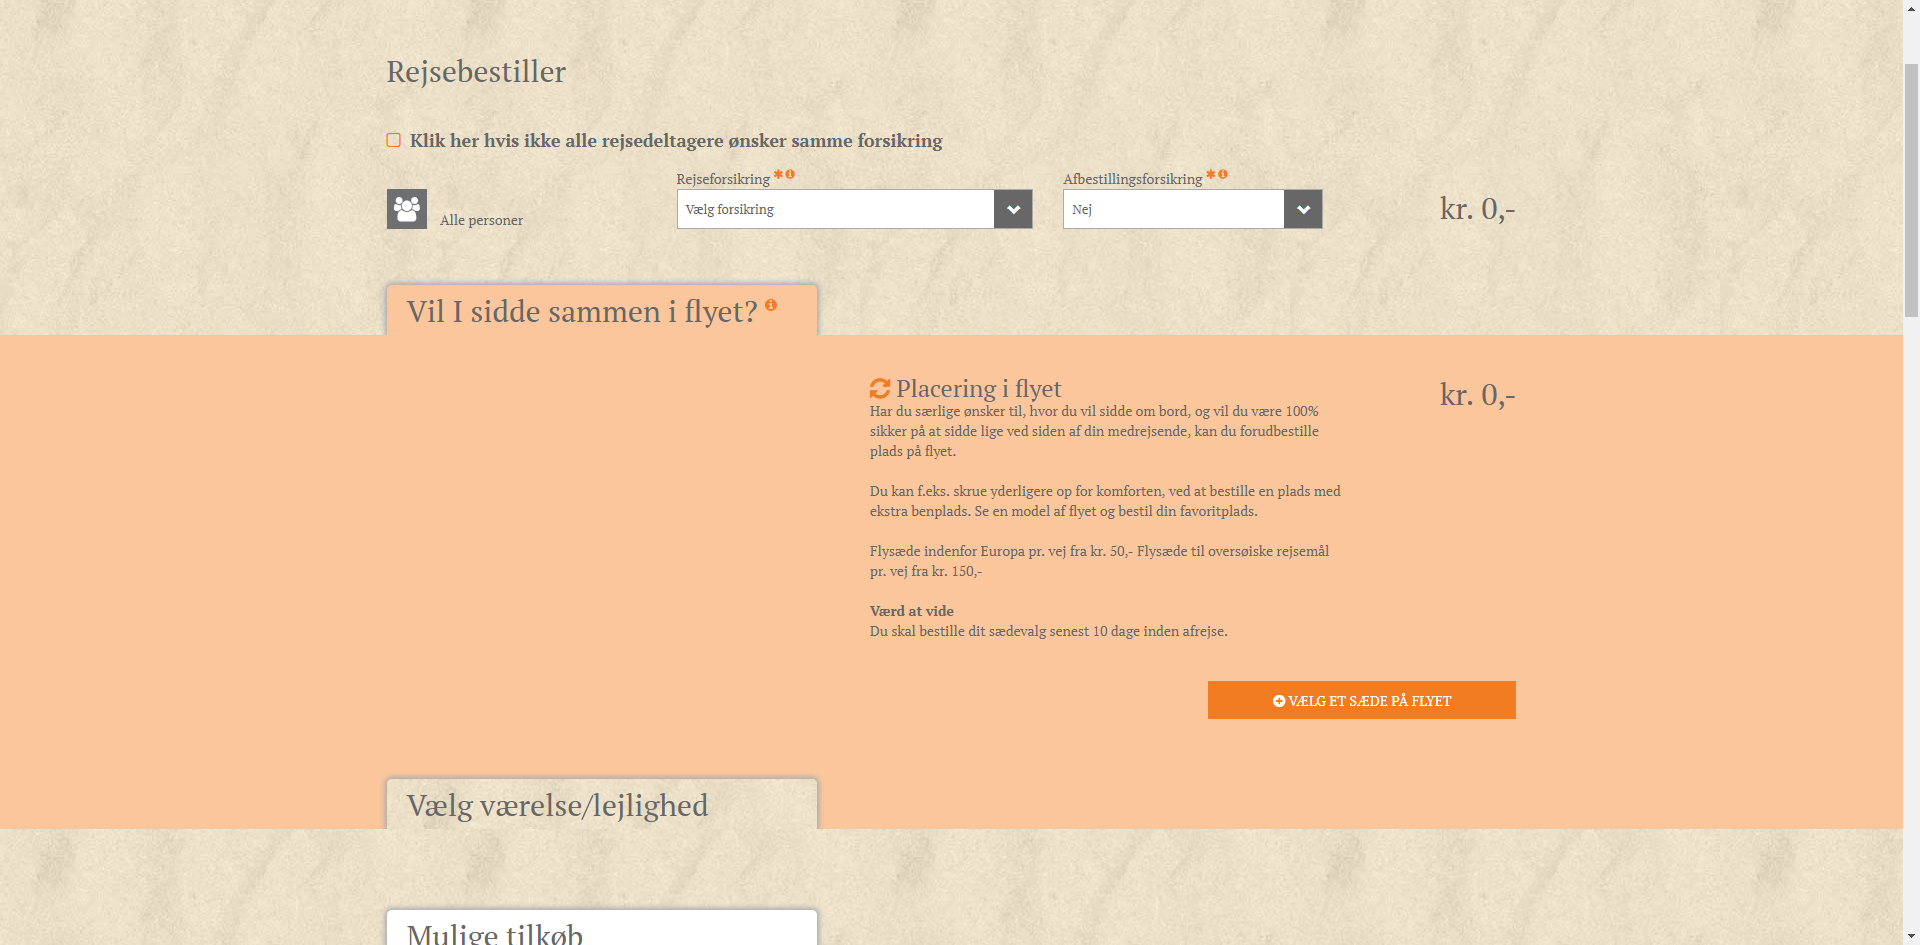 Rejsebestiller
Klik her hvis ikke alle rejsedeltagere ønsker samme forsikring
Rejseforsikring *
Afbestillingsforsikring *
Alle personer
Vælg forsikring
Nej
kr. 0,-
Vil I sidde sammen i flyet?
Placering i flyet
kr. 0,-
Har du særlige ønsker til, hvor du vil sidde om bord, og vil du være 100%
sikker på at sidde lige ved siden af din medrejsende, kan du forudbestille
plads på flyet.
Du kan f.eks. skrue yderligere op for komforten, ved at bestille en plads med
ekstra benplads. Se en model af flyet og bestil din favoritplads.
Flysæde indenfor Europa pr. vej fra kr. 50,- Flysæde til oversøiske rejsemål
pr. vej fra kr. 150,-
Værd at vide
Du skal bestille dit sædevalg senest 10 dage inden afrejse.
VÆLG ET SÆDE PÅ FLYET
Vælg værelse/lejlighed
Mulige tilkøb